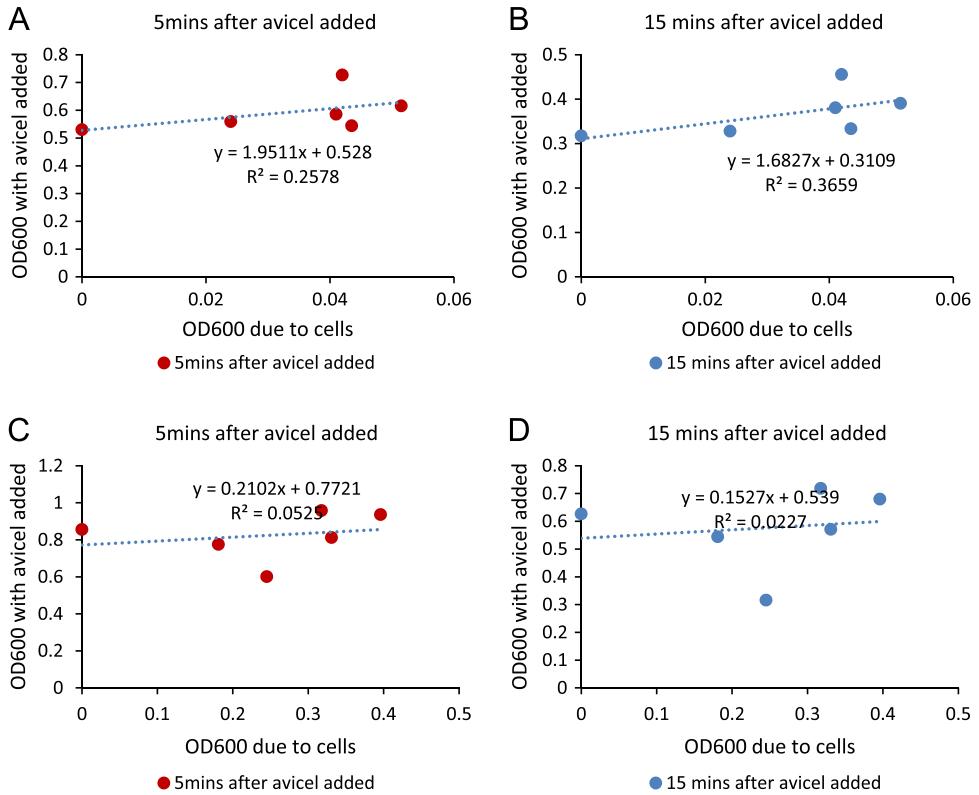 A
5mins after avicel added
OD600 with avicel added
0.8
0.7
0.6
0.5
0.4
0.3
0.2
0.1
0
y = 1.9511x + 0.528
R² = 0.2578
0 0.02 0.04 0.06
OD600 due to cells
5mins after avicel added
B
15 mins after avicel added
OD600 with avicel added
0.5
0.4
0.3
0.2
0.1
0
y = 1.6827x + 0.3109
R² = 0.3659
0 0.02 0.04 0.06
OD600 due to cells
15 mins after avicel added
C
5mins after avicel added
OD600 with avicel added
1.2
1
0.8
0.6
0.4
0.2
0
y = 0.2102x + 0.7721
R² = 0.0525
0 0.1 0.2 0.3 0.4 0.5
OD600 due to cells
5mins after avicel added
D
15 mins after avicel added
OD600 with avicel added
0.8
0.7
0.6
0.5
0.4
0.3
0.2
0.1
0
y = 0.1527x + 0.539
R² = 0.0227
0 0.1 0.2 0.3 0.4 0.5
OD600 due to cells
15 mins after avicel added